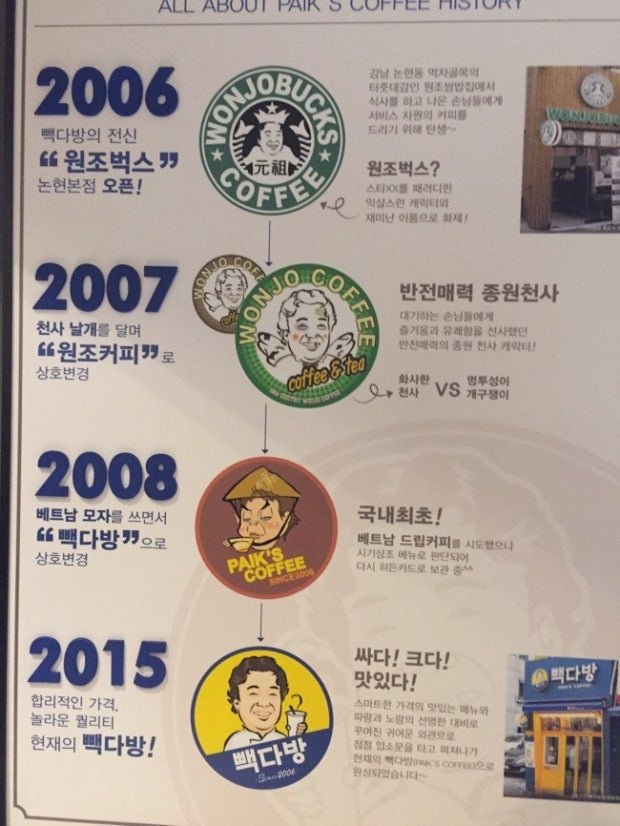 ALL ABOUT PAIK'S COFFEE HISTORY
2006
빽다방의 전신
“원조벅스”
논현본점 오픈!
WONJOBUCKS
元祖
COFFEE
강남 논현동 먹자골목의
터줏대감인 원조쌈밥집에서
식사를 하고 나온 손님들에게
서비스 차원의 커피를
드리기 위해 탄생~
원조벅스?
스타XX를 패러디한
익살스런 캐릭터와
재미난 이름으로 화제!
2007
천사 날개를 달며
“원조커피”로
상호변경
WONJO COFFEE
coffee & tea
반전매력 종원천사
대기하는 손님들에게
즐거움과 유쾌함을 선사했던
반전매력의 종원 천사 캐릭터!
화사한
천사
VS
멍투성이
개구쟁이
2008
베트남 모자를 쓰면서
“빽다방”으로
상호변경
PAIK'S
COFFEE
SINCE 2006
국내최초!
베트남 드립커피를 시도했으나
시기상조 메뉴로 판단되어
다시 히든카드로 보관 중^^
2015
합리적인 가격,
놀라운 퀄리티
현재의 빽다방!
빽다방
Since 2006
싸다! 크다!
맛있다!
스마트한 가격의 맛있는 메뉴와
파랑과 노랑의 선명한 대비로
꾸며진 귀여운 외관으로
점점 입소문을 타고 퍼져나가
현재의 빽다방(PAIK'S COFFEE)으로
완성되었습니다~
빽다방
PAIK'S COFFEE